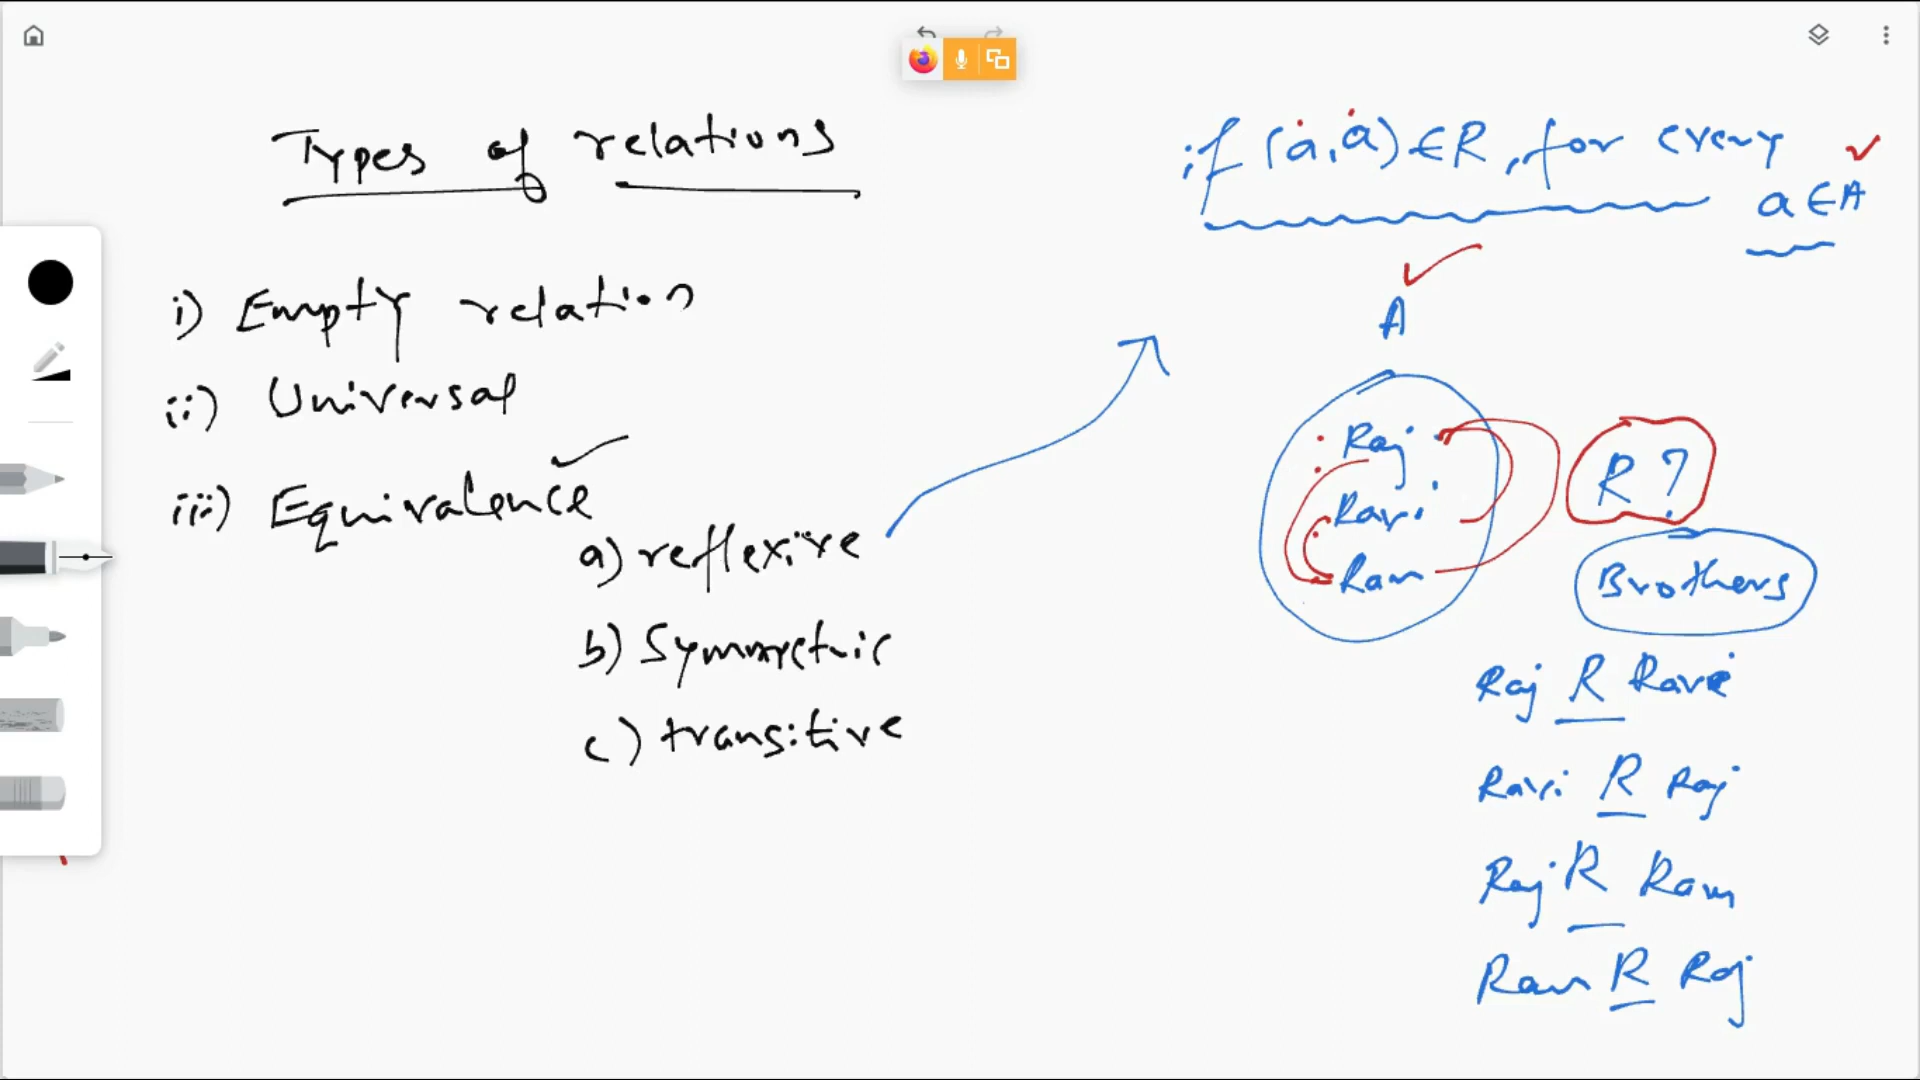 Types of relations
i) Empty relation
ii) Universal
iii) Equivalence
a) reflexive
b) Symmetric
c) transitive
if (a,a)∈R, for every
a∈A
A
Raj
Ravi
Ram
R?
Brothers
Raj R Ravi
Ravi R Raj
Raj R Ram
Ram R Raj